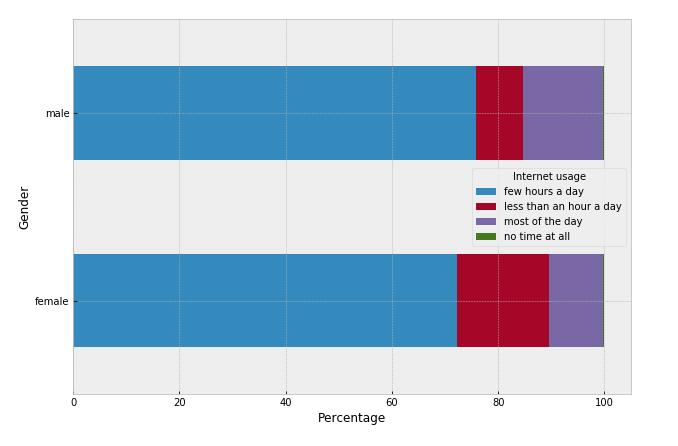 male
Internet usage
few hours a day
less than an hour a day
most of the day
no time at all
Gender
female
0 20 40 60 80 100
Percentage